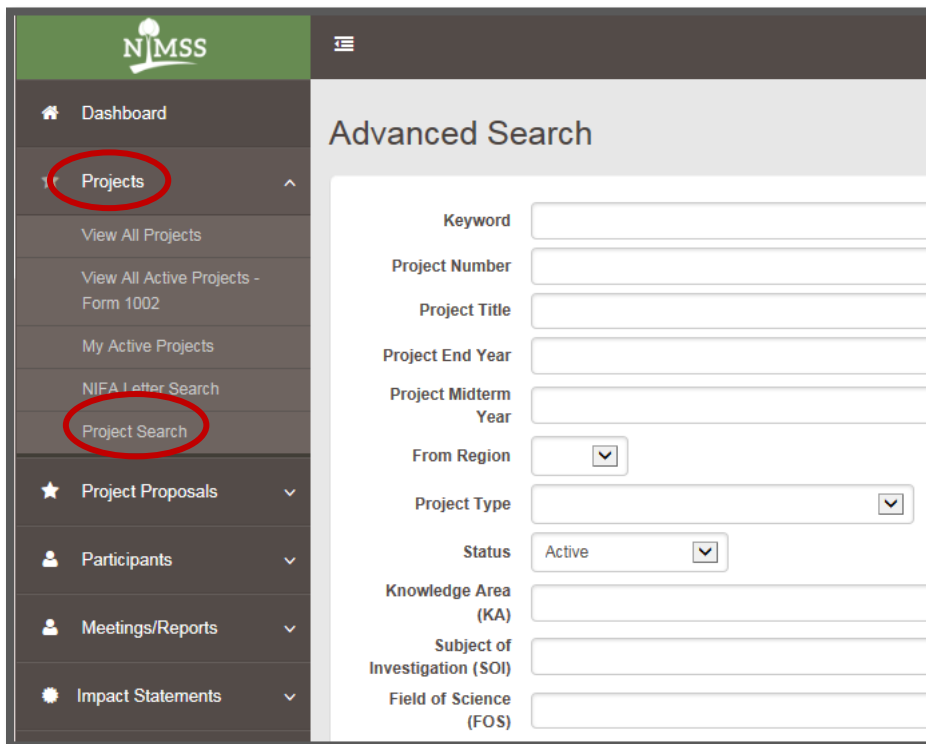 NIMSS
Dashboard
Projects
View All Projects
View All Active Projects -
Form 1002
My Active Projects
NIFA Letter Search
Project Search
Project Proposals
Participants
Meetings/Reports
Impact Statements
Advanced Search
Keyword
Project Number
Project Title
Project End Year
Project Midterm
Year
From Region
Project Type
Status
Active
Knowledge Area
(KA)
Subject of
Investigation (SOI)
Field of Science
(FOS)